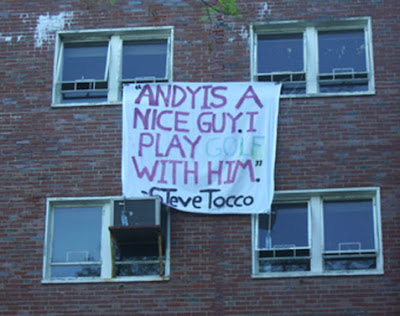 "ANDY IS A
NICE GUY. I
PLAY GOLF
WITH HIM."
-STeve Tocco